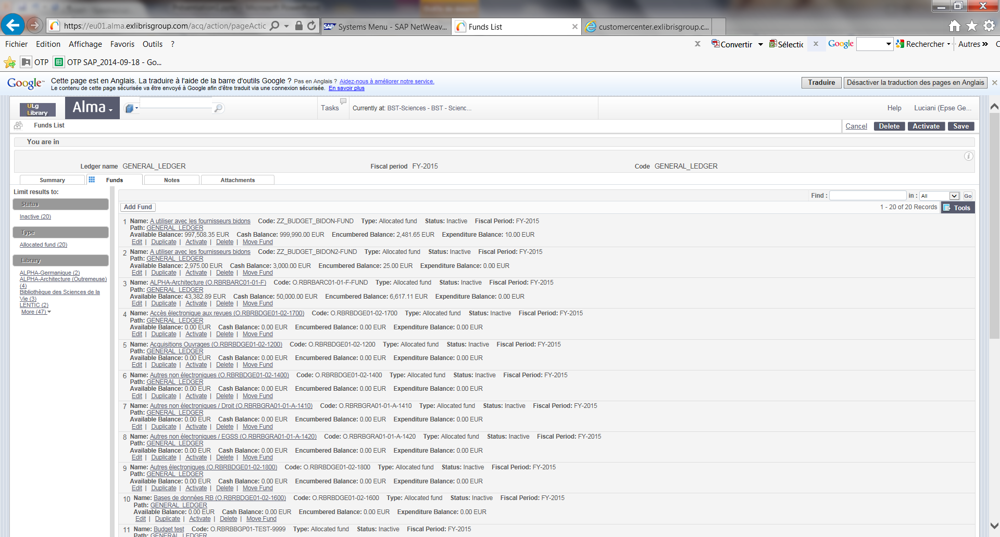 https://eu01.alma.exlibrisgroup.com/acq/action/pageActic
SAP Systems Menu - SAP NetWeav...
Funds List
customercenter.exlibrisgroup.c...
Fichier Edition Affichage Favoris Outils ?
x Convertir Sélectic x Google Rechercher Autres »
OTP OTP SAP_2014-09-18 - Go...
Google™ Cette page est en Anglais. La traduire à l'aide de la barre d'outils Google ? Pas en Anglais ? Aidez-nous à améliorer notre service.
Le contenu de cette page sécurisée va être envoyé à Google afin d'être traduit via une connexion sécurisée. En savoir plus
Traduire Désactiver la traduction des pages en Anglais
ULg Library
Alma
Tasks
Currently at: BST-Sciences - BST - Scienc...
Help Luciani (Epse Ge...
Funds List
Cancel Delete Activate Save
You are in
Ledger name GENERAL_LEDGER Fiscal period FY-2015 Code GENERAL_LEDGER
Summary Funds Notes Attachments
Limit results to:
Status
Inactive (20)
Type
Allocated fund (20)
Library
ALPHA-Germanique (2)
ALPHA-Architecture (Outremeuse)
(4)
Bibliothèque des Sciences de la
Vie (3)
LENTIC (2)
More (47)
Find : in : All Go
Add Fund 1 - 20 of 20 Records Tools
1 Name: A utiliser avec les fournisseurs bidons Code: ZZ_BUDGET_BIDON-FUND Type: Allocated fund Status: Inactive Fiscal Period: FY-2015
Path: GENERAL_LEDGER
Available Balance: 997,508.35 EUR Cash Balance: 999,990.00 EUR Encumbered Balance: 2,481.65 EUR Expenditure Balance: 10.00 EUR
Edit | Duplicate | Activate | Delete | Move Fund
2 Name: A utiliser avec les fournisseurs bidons Code: ZZ_BUDGET_BIDON2-FUND Type: Allocated fund Status: Inactive Fiscal Period: FY-2015
Path: GENERAL_LEDGER
Available Balance: 2,975.00 EUR Cash Balance: 3,000.00 EUR Encumbered Balance: 25.00 EUR Expenditure Balance: 0.00 EUR
Edit | Duplicate | Activate | Delete | Move Fund
3 Name: ALPHA-Architecture (O.RBRBARC01-01-F) Code: O.RBRBARC01-01-F-FUND Type: Allocated fund Status: Inactive Fiscal Period: FY-2015
Path: GENERAL_LEDGER
Available Balance: 43,382.89 EUR Cash Balance: 50,000.00 EUR Encumbered Balance: 6,617.11 EUR Expenditure Balance: 0.00 EUR
Edit | Duplicate | Activate | Delete | Move Fund
4 Name: Accès électronique aux revues (O.RBRBDGE01-02-1700) Code: O.RBRBDGE01-02-1700 Type: Allocated fund Status: Inactive Fiscal Period: FY-2015
Path: GENERAL_LEDGER
Available Balance: 0.00 EUR Cash Balance: 0.00 EUR Encumbered Balance: 0.00 EUR Expenditure Balance: 0.00 EUR
Edit | Duplicate | Activate | Delete | Move Fund
5 Name: Acquisitions Ouvrages (O.RBRBDGE01-02-1200) Code: O.RBRBDGE01-02-1200 Type: Allocated fund Status: Inactive Fiscal Period: FY-2015
Path: GENERAL_LEDGER
Available Balance: 0.00 EUR Cash Balance: 0.00 EUR Encumbered Balance: 0.00 EUR Expenditure Balance: 0.00 EUR
Edit | Duplicate | Activate | Delete | Move Fund
6 Name: Autres non électroniques (O.RBRBDGE01-02-1400) Code: O.RBRBDGE01-02-1400 Type: Allocated fund Status: Inactive Fiscal Period: FY-2015
Path: GENERAL_LEDGER
Available Balance: 0.00 EUR Cash Balance: 0.00 EUR Encumbered Balance: 0.00 EUR Expenditure Balance: 0.00 EUR
Edit | Duplicate | Activate | Delete | Move Fund
7 Name: Autres non électroniques / Droit (O.RBRBGRA01-01-A-1410) Code: O.RBRBGRA01-01-A-1410 Type: Allocated fund Status: Inactive Fiscal Period: FY-2015
Path: GENERAL_LEDGER
Available Balance: 0.00 EUR Cash Balance: 0.00 EUR Encumbered Balance: 0.00 EUR Expenditure Balance: 0.00 EUR
Edit | Duplicate | Activate | Delete | Move Fund
8 Name: Autres non électroniques / EGSS (O.RBRBGRA01-01-A-1420) Code: O.RBRBGRA01-01-A-1420 Type: Allocated fund Status: Inactive Fiscal Period: FY-2015
Path: GENERAL_LEDGER
Available Balance: 0.00 EUR Cash Balance: 0.00 EUR Encumbered Balance: 0.00 EUR Expenditure Balance: 0.00 EUR
Edit | Duplicate | Activate | Delete | Move Fund
9 Name: Autres électroniques (O.RBRBDGE01-02-1800) Code: O.RBRBDGE01-02-1800 Type: Allocated fund Status: Inactive Fiscal Period: FY-2015
Path: GENERAL_LEDGER
Available Balance: 0.00 EUR Cash Balance: 0.00 EUR Encumbered Balance: 0.00 EUR Expenditure Balance: 0.00 EUR
Edit | Duplicate | Activate | Delete | Move Fund
10 Name: Bases de données RB (O.RBRBDGE01-02-1600) Code: O.RBRBDGE01-02-1600 Type: Allocated fund Status: Inactive Fiscal Period: FY-2015
Path: GENERAL_LEDGER
Available Balance: 0.00 EUR Cash Balance: 0.00 EUR Encumbered Balance: 0.00 EUR Expenditure Balance: 0.00 EUR
Edit | Duplicate | Activate | Delete | Move Fund
11 Name: Budget test Code: O.RBRBBGP01-TEST-9999 Type: Allocated fund Status: Inactive Fiscal Period: FY-2015
Path: GENERAL_LEDGER